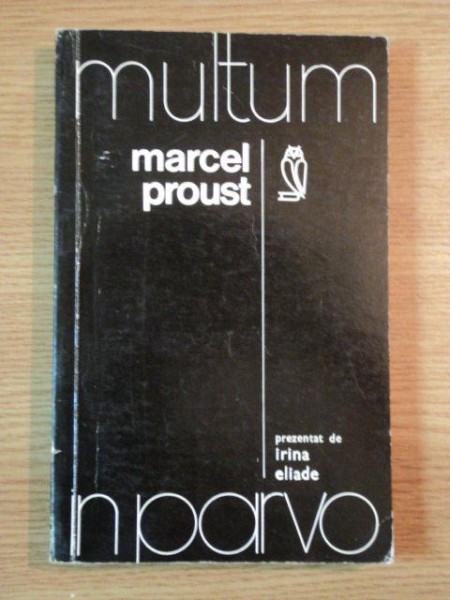 multum
marcel
proust
prezentat de
irina
eliade
in parvo